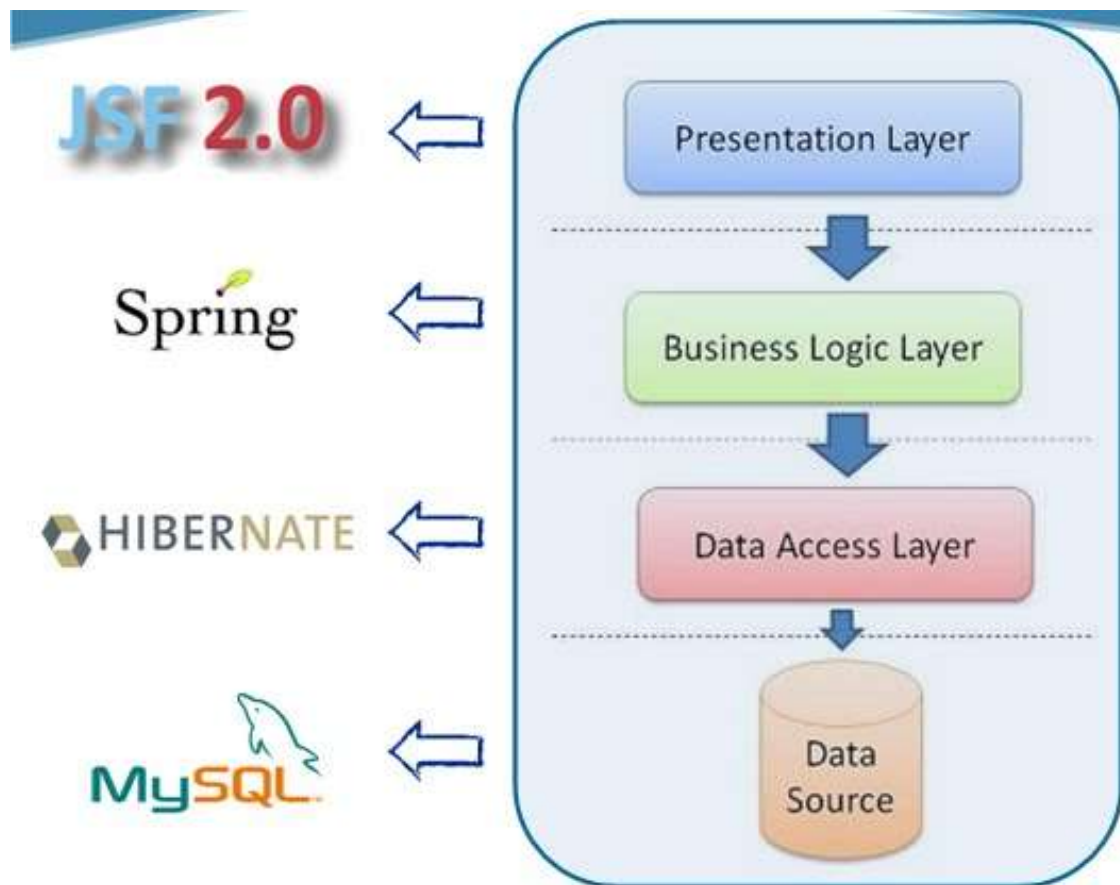 JSF 2.0
Presentation Layer
Spring
Business Logic Layer
HIBERNATE
Data Access Layer
MySQL
Data
Source